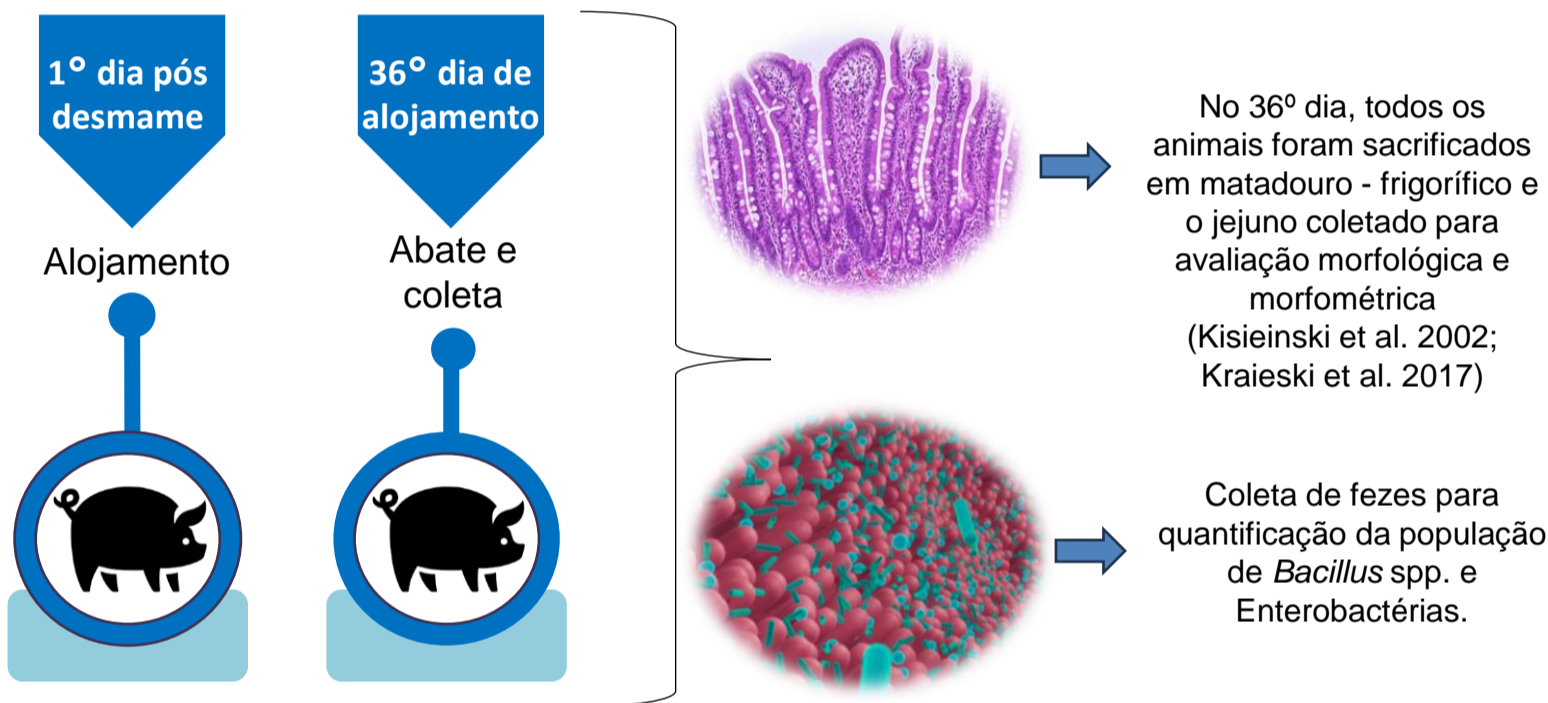 1° dia pós
desmame
36° dia de
alojamento
Alojamento
Abate e
coleta
No 36º dia, todos os
animais foram sacrificados
em matadouro - frigorífico e
o jejuno coletado para
avaliação morfológica e
morfométrica
(Kisieinski et al. 2002;
Kraieski et al. 2017)
Coleta de fezes para
quantificação da população
de Bacillus spp. e
Enterobactérias.